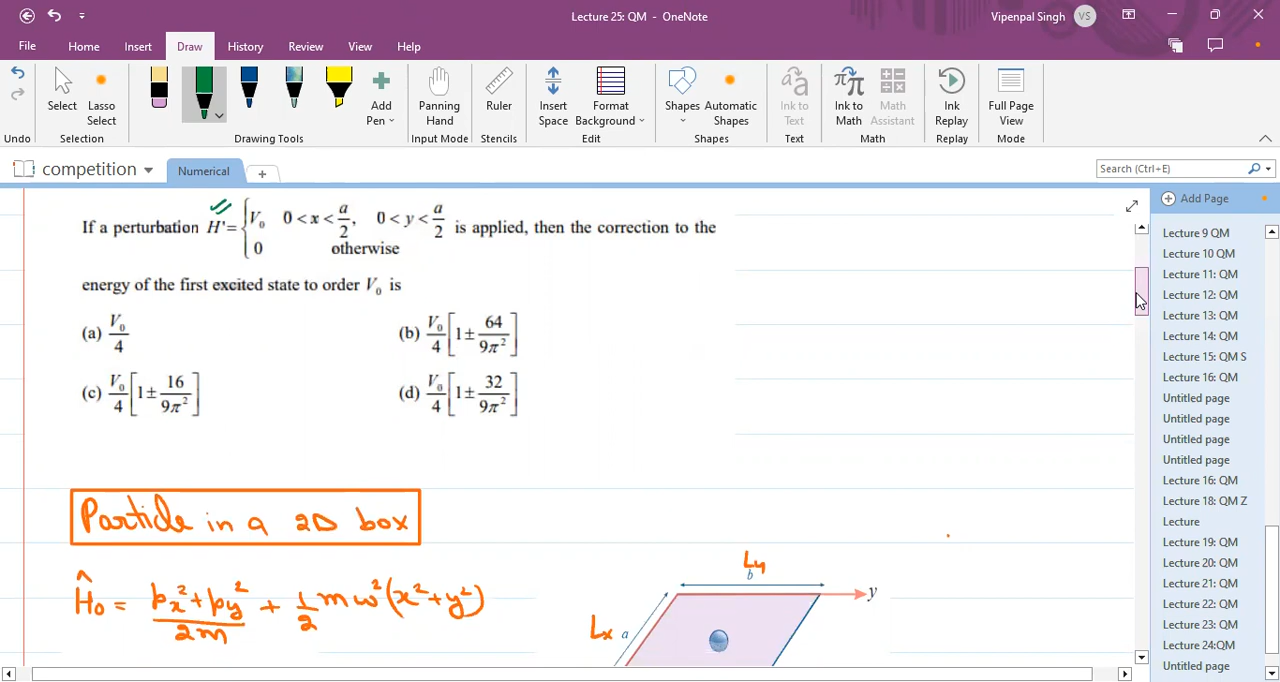 Lecture 25: QM - OneNote
Vipenpal Singh VS
File Home Insert Draw History Review View Help
Undo
Select
Lasso Select
Selection
Drawing Tools
Add Pen
Panning Hand
Input Mode
Ruler
Stencils
Insert Space
Format Background
Edit
Shapes
Automatic Shapes
Shapes
Ink to Text
Text
Ink to Math
Math Assistant
Math
Ink Replay
Replay
Full Page View
Mode
competition Numerical
Search (Ctrl+E)
If a perturbation H' = { V₀ 0 < x < a/2, 0 < y < a/2 is applied, then the correction to the
0 otherwise
energy of the first excited state to order V₀ is
(a) V₀/4 (b) V₀/4 [1 ± 64/9π²]
(c) V₀/4 [1 ± 16/9π²] (d) V₀/4 [1 ± 32/9π²]
Particle in a 2D box
Ĥ₀ = px² + py² / 2m + 1/2 mω² (x² + y²)
Ly
b
y
Lx a
Add Page
Lecture 9 QM
Lecture 10 QM
Lecture 11: QM
Lecture 12: QM
Lecture 13: QM
Lecture 14: QM
Lecture 15: QM S
Lecture 16: QM
Untitled page
Untitled page
Untitled page
Untitled page
Lecture 16: QM
Lecture 18: QM Z
Lecture
Lecture 19: QM
Lecture 20: QM
Lecture 21: QM
Lecture 22: QM
Lecture 23: QM
Lecture 24:QM
Untitled page